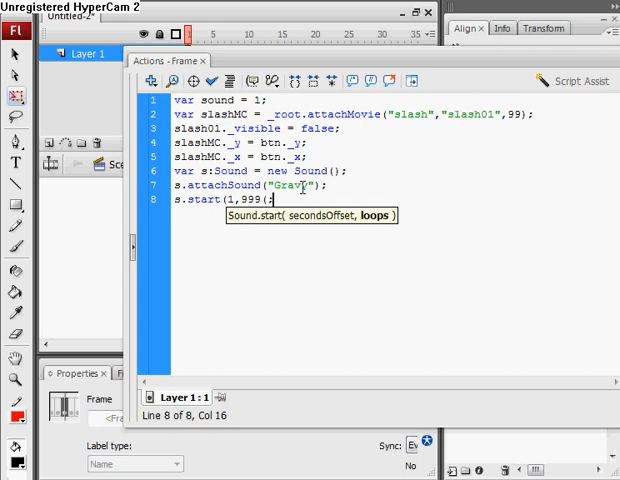 Unregistered HyperCam 2
Fl
Untitled-2*
1 5 10 15 20 25 30 35
Layer 1
Align × Info Transform
Actions - Frame ×
Script Assist
1 var sound = 1;
2 var slashMC = _root.attachMovie("slash","slash01",99);
3 slash01._visible = false;
4 slashMC._y = btn._y;
5 slashMC._x = btn._x;
6 var s:Sound = new Sound();
7 s.attachSound("Gravy");
8 s.start(1,999(;
Sound.start( secondsOffset, loops )
Layer 1 : 1
Line 8 of 8, Col 16
Properties ×
Frame
Label type:
Name
Sync:
No